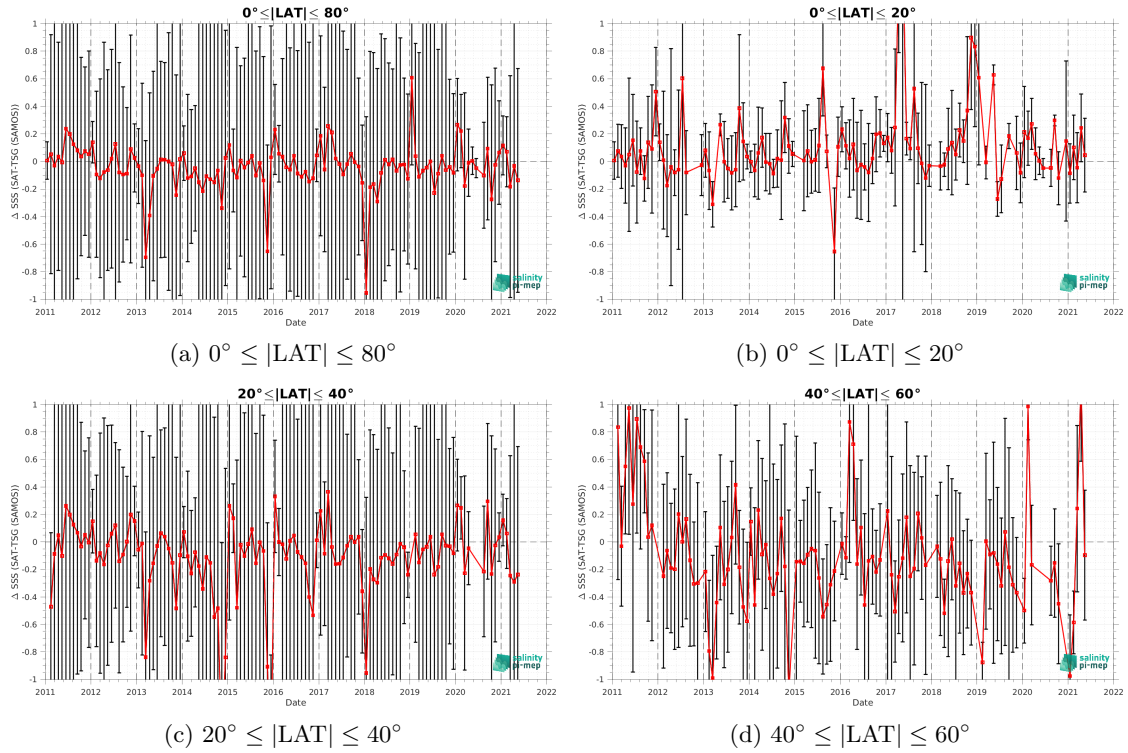 0°≤|LAT|≤ 80°
1
0.8
0.6
0.4
0.2
0
-0.2
-0.4
-0.6
-0.8
-1
Δ SSS (SAT-TSG (SAMOS))
2011 2012 2013 2014 2015 2016 2017 2018 2019 2020 2021 2022
Date
salinity
pi-mep
(a) 0° ≤ |LAT| ≤ 80°
0°≤|LAT|≤ 20°
1
0.8
0.6
0.4
0.2
0
-0.2
-0.4
-0.6
-0.8
-1
Δ SSS (SAT-TSG (SAMOS))
2011 2012 2013 2014 2015 2016 2017 2018 2019 2020 2021 2022
Date
salinity
pi-mep
(b) 0° ≤ |LAT| ≤ 20°
20°≤|LAT|≤ 40°
1
0.8
0.6
0.4
0.2
0
-0.2
-0.4
-0.6
-0.8
-1
Δ SSS (SAT-TSG (SAMOS))
2011 2012 2013 2014 2015 2016 2017 2018 2019 2020 2021 2022
Date
salinity
pi-mep
(c) 20° ≤ |LAT| ≤ 40°
40°≤|LAT|≤ 60°
1
0.8
0.6
0.4
0.2
0
-0.2
-0.4
-0.6
-0.8
-1
Δ SSS (SAT-TSG (SAMOS))
2011 2012 2013 2014 2015 2016 2017 2018 2019 2020 2021 2022
Date
salinity
pi-mep
(d) 40° ≤ |LAT| ≤ 60°